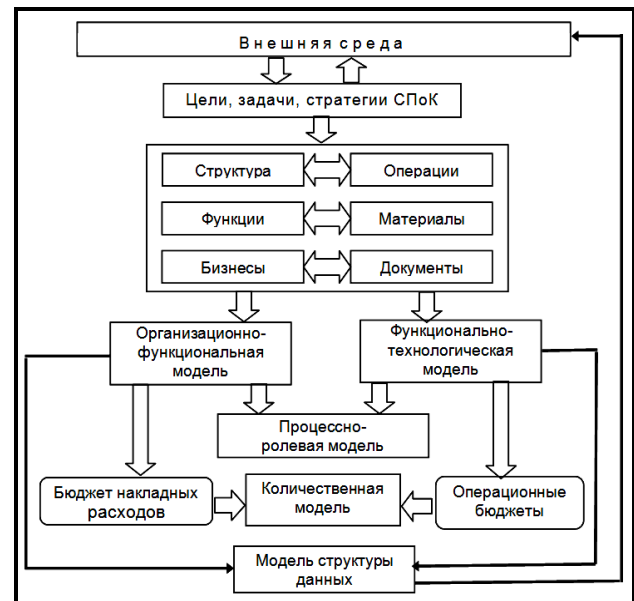 Внешняя среда
Цели, задачи, стратегии СПоК
Структура
Операции
Функции
Материалы
Бизнесы
Документы
Организационно-
функциональная
модель
Функционально-
технологическая
модель
Процессно-
ролевая модель
Бюджет накладных
расходов
Количественная
модель
Операционные
бюджеты
Модель структуры
данных